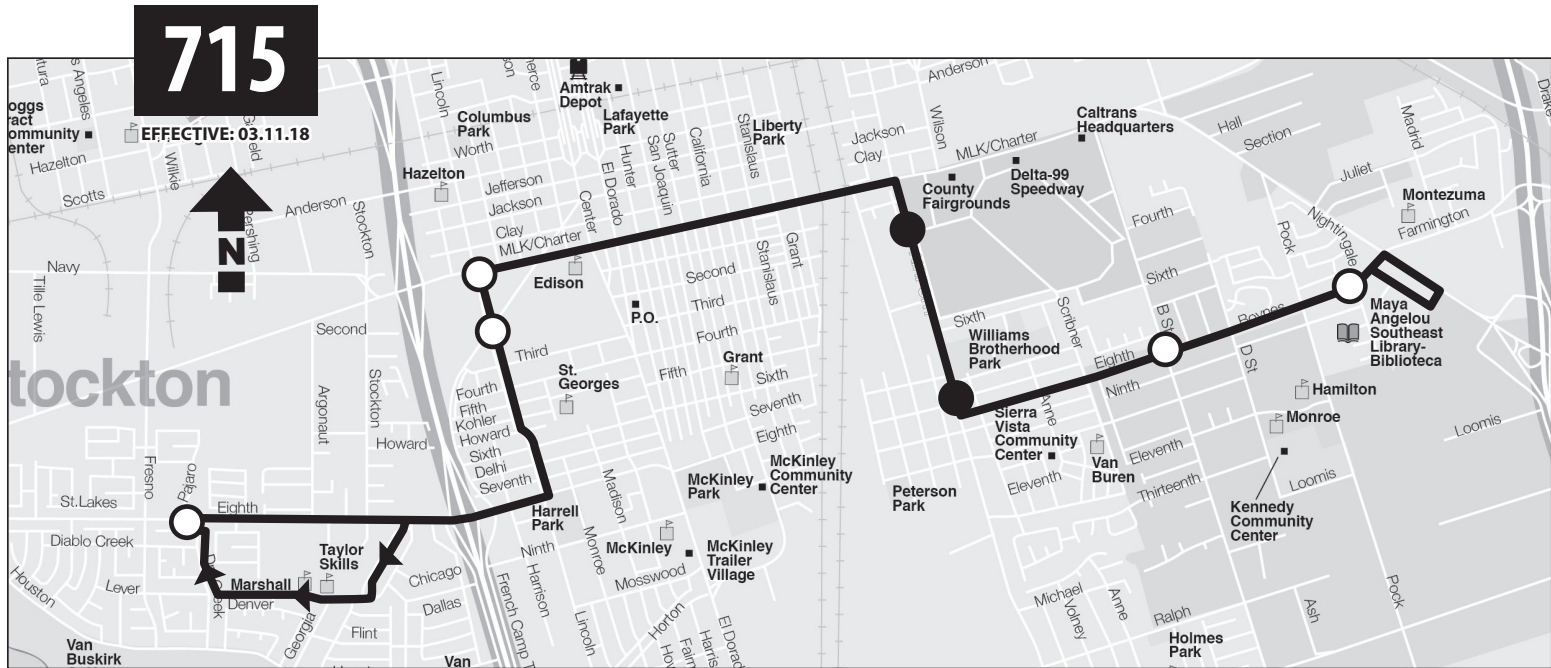 715
EFFECTIVE: 03.11.18
N
s Angeles
oggs
ract
ommunity
enter
Hazelton
Scotts
Wilkie
Pershing
Anderson
Stockton
Navy
Tille Lewis
Second
tockton
Argonaut
Stockton
Howard
Fresno
Pajaro
St.Lakes
Eighth
Diablo Creek
Houston
Lever
Marshall
Taylor
Skills
Denver
Georgia
Flint
Chicago
Dallas
Van
Buskirk
Van
Lincoln
Columbus
Park
Worth
Hazelton
Jefferson
Jackson
Clay
MLK/Charter
Amtrak
Depot
Lafayette
Park
Center
El Dorado
Hunter
San Joaquin
Sutter
California
Stanislaus
Liberty
Park
Edison
P.O.
Second
Third
Fourth
Stanislaus
Grant
Third
St.
Georges
Fifth
Grant
Sixth
Seventh
Eighth
Fourth
Fifth
Kohler
Howard
Sixth
Delhi
Seventh
Harrell
Park
Madison
Monroe
Ninth
Harrison
French Camp T
Lincoln
McKinley
Park
McKinley
Community
Center
McKinley
McKinley
Trailer
Village
Mosswood
Horton
Harris
El Dorad
Anderson
Wilson
Jackson
Clay
MLK/Charter
Caltrans
Headquarters
Delta-99
Speedway
County
Fairgrounds
Hall
Section
Madrid
Juliet
Montezuma
Farmington
Nightingale
Pock
Drake
Fourth
Sixth
Sixth
Scribner
B St
Boynes
D St
Williams
Brotherhood
Park
Eighth
Ninth
Maya
Angelou
Southeast
Library-
Biblioteca
Hamilton
Monroe
Sierra
Vista
Community
Center
Anne
Van
Buren
Eleventh
Eleventh
Thirteenth
Peterson
Park
Kennedy
Community
Center
Loomis
Loomis
Michael
Volney
Anne
Ralph
Holmes
Park
Ash
Pock